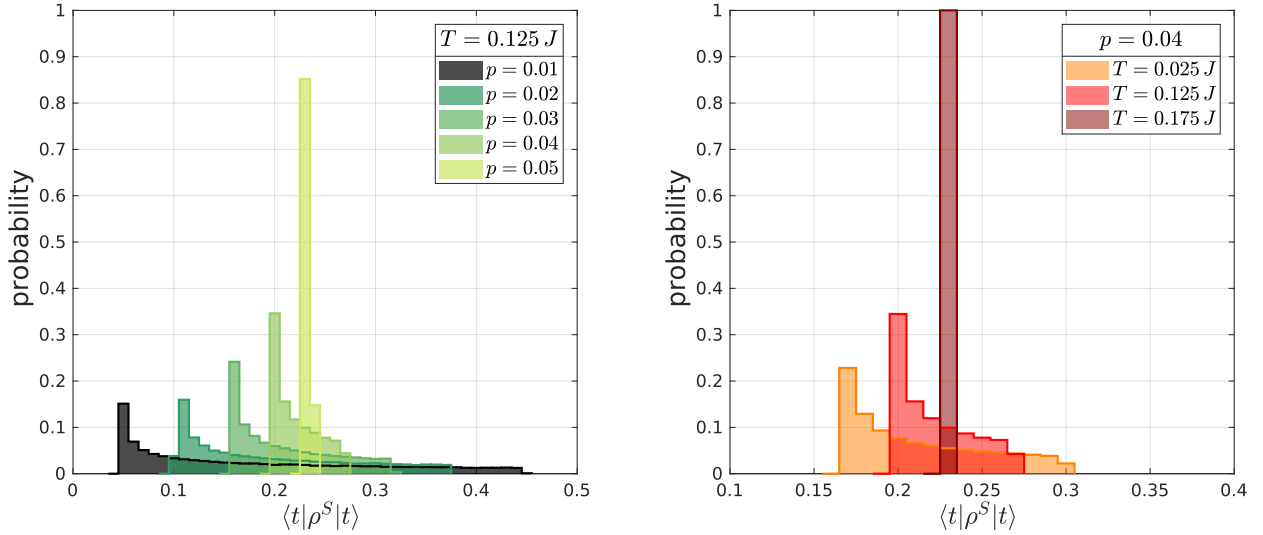 1
0.9
0.8
0.7
0.6
0.5
0.4
0.3
0.2
0.1
0
probability
T = 0.125 J
p = 0.01
p = 0.02
p = 0.03
p = 0.04
p = 0.05
0 0.1 0.2 0.3 0.4 0.5
⟨t|ρ^S|t⟩
1
0.9
0.8
0.7
0.6
0.5
0.4
0.3
0.2
0.1
0
probability
p = 0.04
T = 0.025 J
T = 0.125 J
T = 0.175 J
0.1 0.15 0.2 0.25 0.3 0.35 0.4
⟨t|ρ^S|t⟩